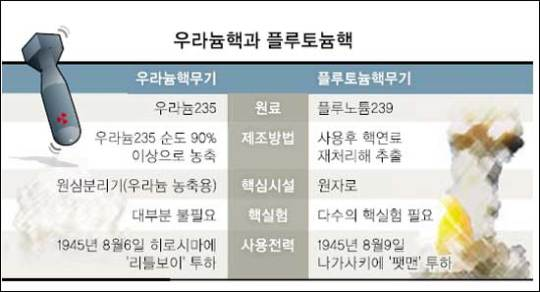 우라늄핵과 플루토늄핵
우라늄핵무기 플루토늄핵무기
우라늄235 원료 플루노튬239
우라늄235 순도 90% 제조방법 사용후 핵연료
이상으로 농축 재처리해 추출
원심분리기(우라늄 농축용) 핵심시설 원자로
대부분 불필요 핵실험 다수의 핵실험 필요
1945년 8월6일 히로시마에 사용전력 1945년 8월9일
'리틀보이' 투하 나가사키에 '팻맨' 투하